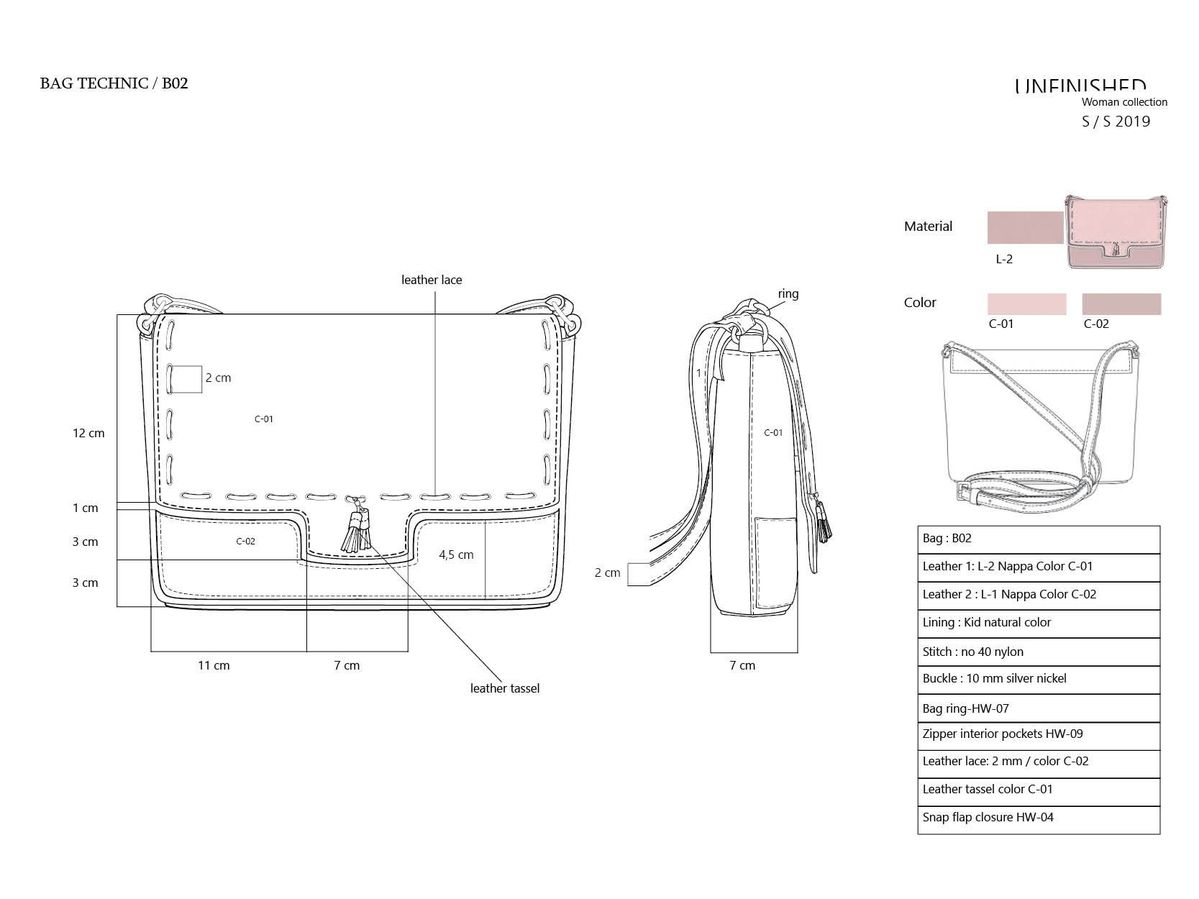 BAG TECHNIC / B02
UNFINISHED
Woman collection
S / S 2019
Material
L-2
Color
C-01
C-02
leather lace
2 cm
C-01
12 cm
1 cm
3 cm
C-02
4,5 cm
3 cm
11 cm
7 cm
leather tassel
ring
1
C-01
2 cm
7 cm
Bag : B02
Leather 1: L-2 Nappa Color C-01
Leather 2 : L-1 Nappa Color C-02
Lining : Kid natural color
Stitch : no 40 nylon
Buckle : 10 mm silver nickel
Bag ring-HW-07
Zipper interior pockets HW-09
Leather lace: 2 mm / color C-02
Leather tassel color C-01
Snap flap closure HW-04